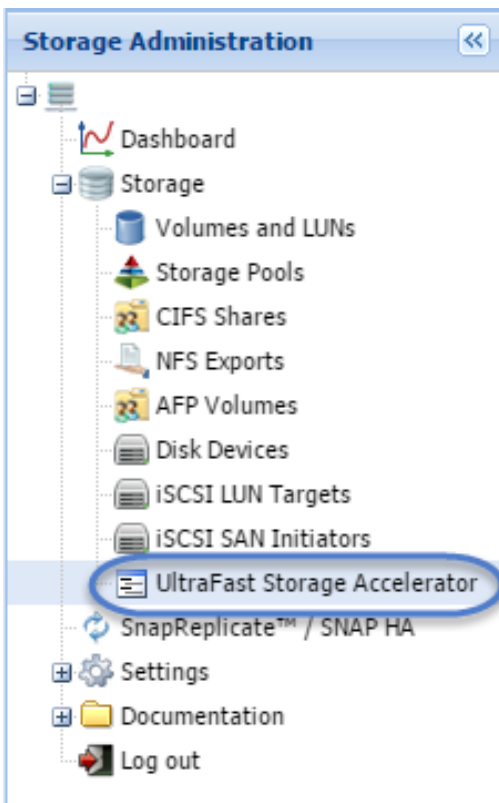 Storage Administration
Dashboard
Storage
Volumes and LUNs
Storage Pools
CIFS Shares
NFS Exports
AFP Volumes
Disk Devices
iSCSI LUN Targets
iSCSI SAN Initiators
UltraFast Storage Accelerator
SnapReplicate™ / SNAP HA
Settings
Documentation
Log out